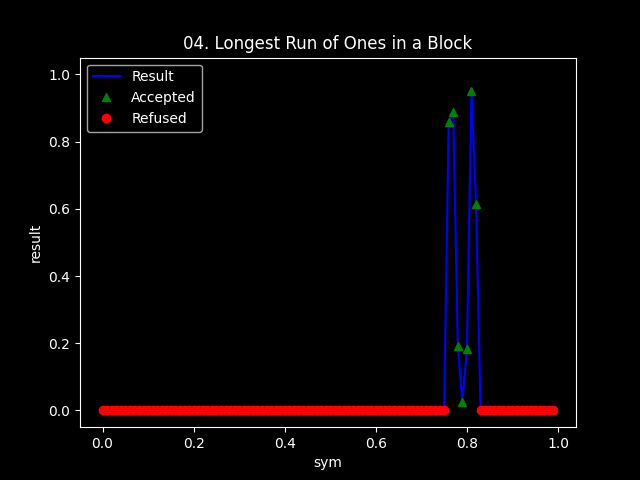 04. Longest Run of Ones in a Block
Result
Accepted
Refused
1.0
0.8
0.6
0.4
0.2
0.0
result
0.0 0.2 0.4 0.6 0.8 1.0
sym